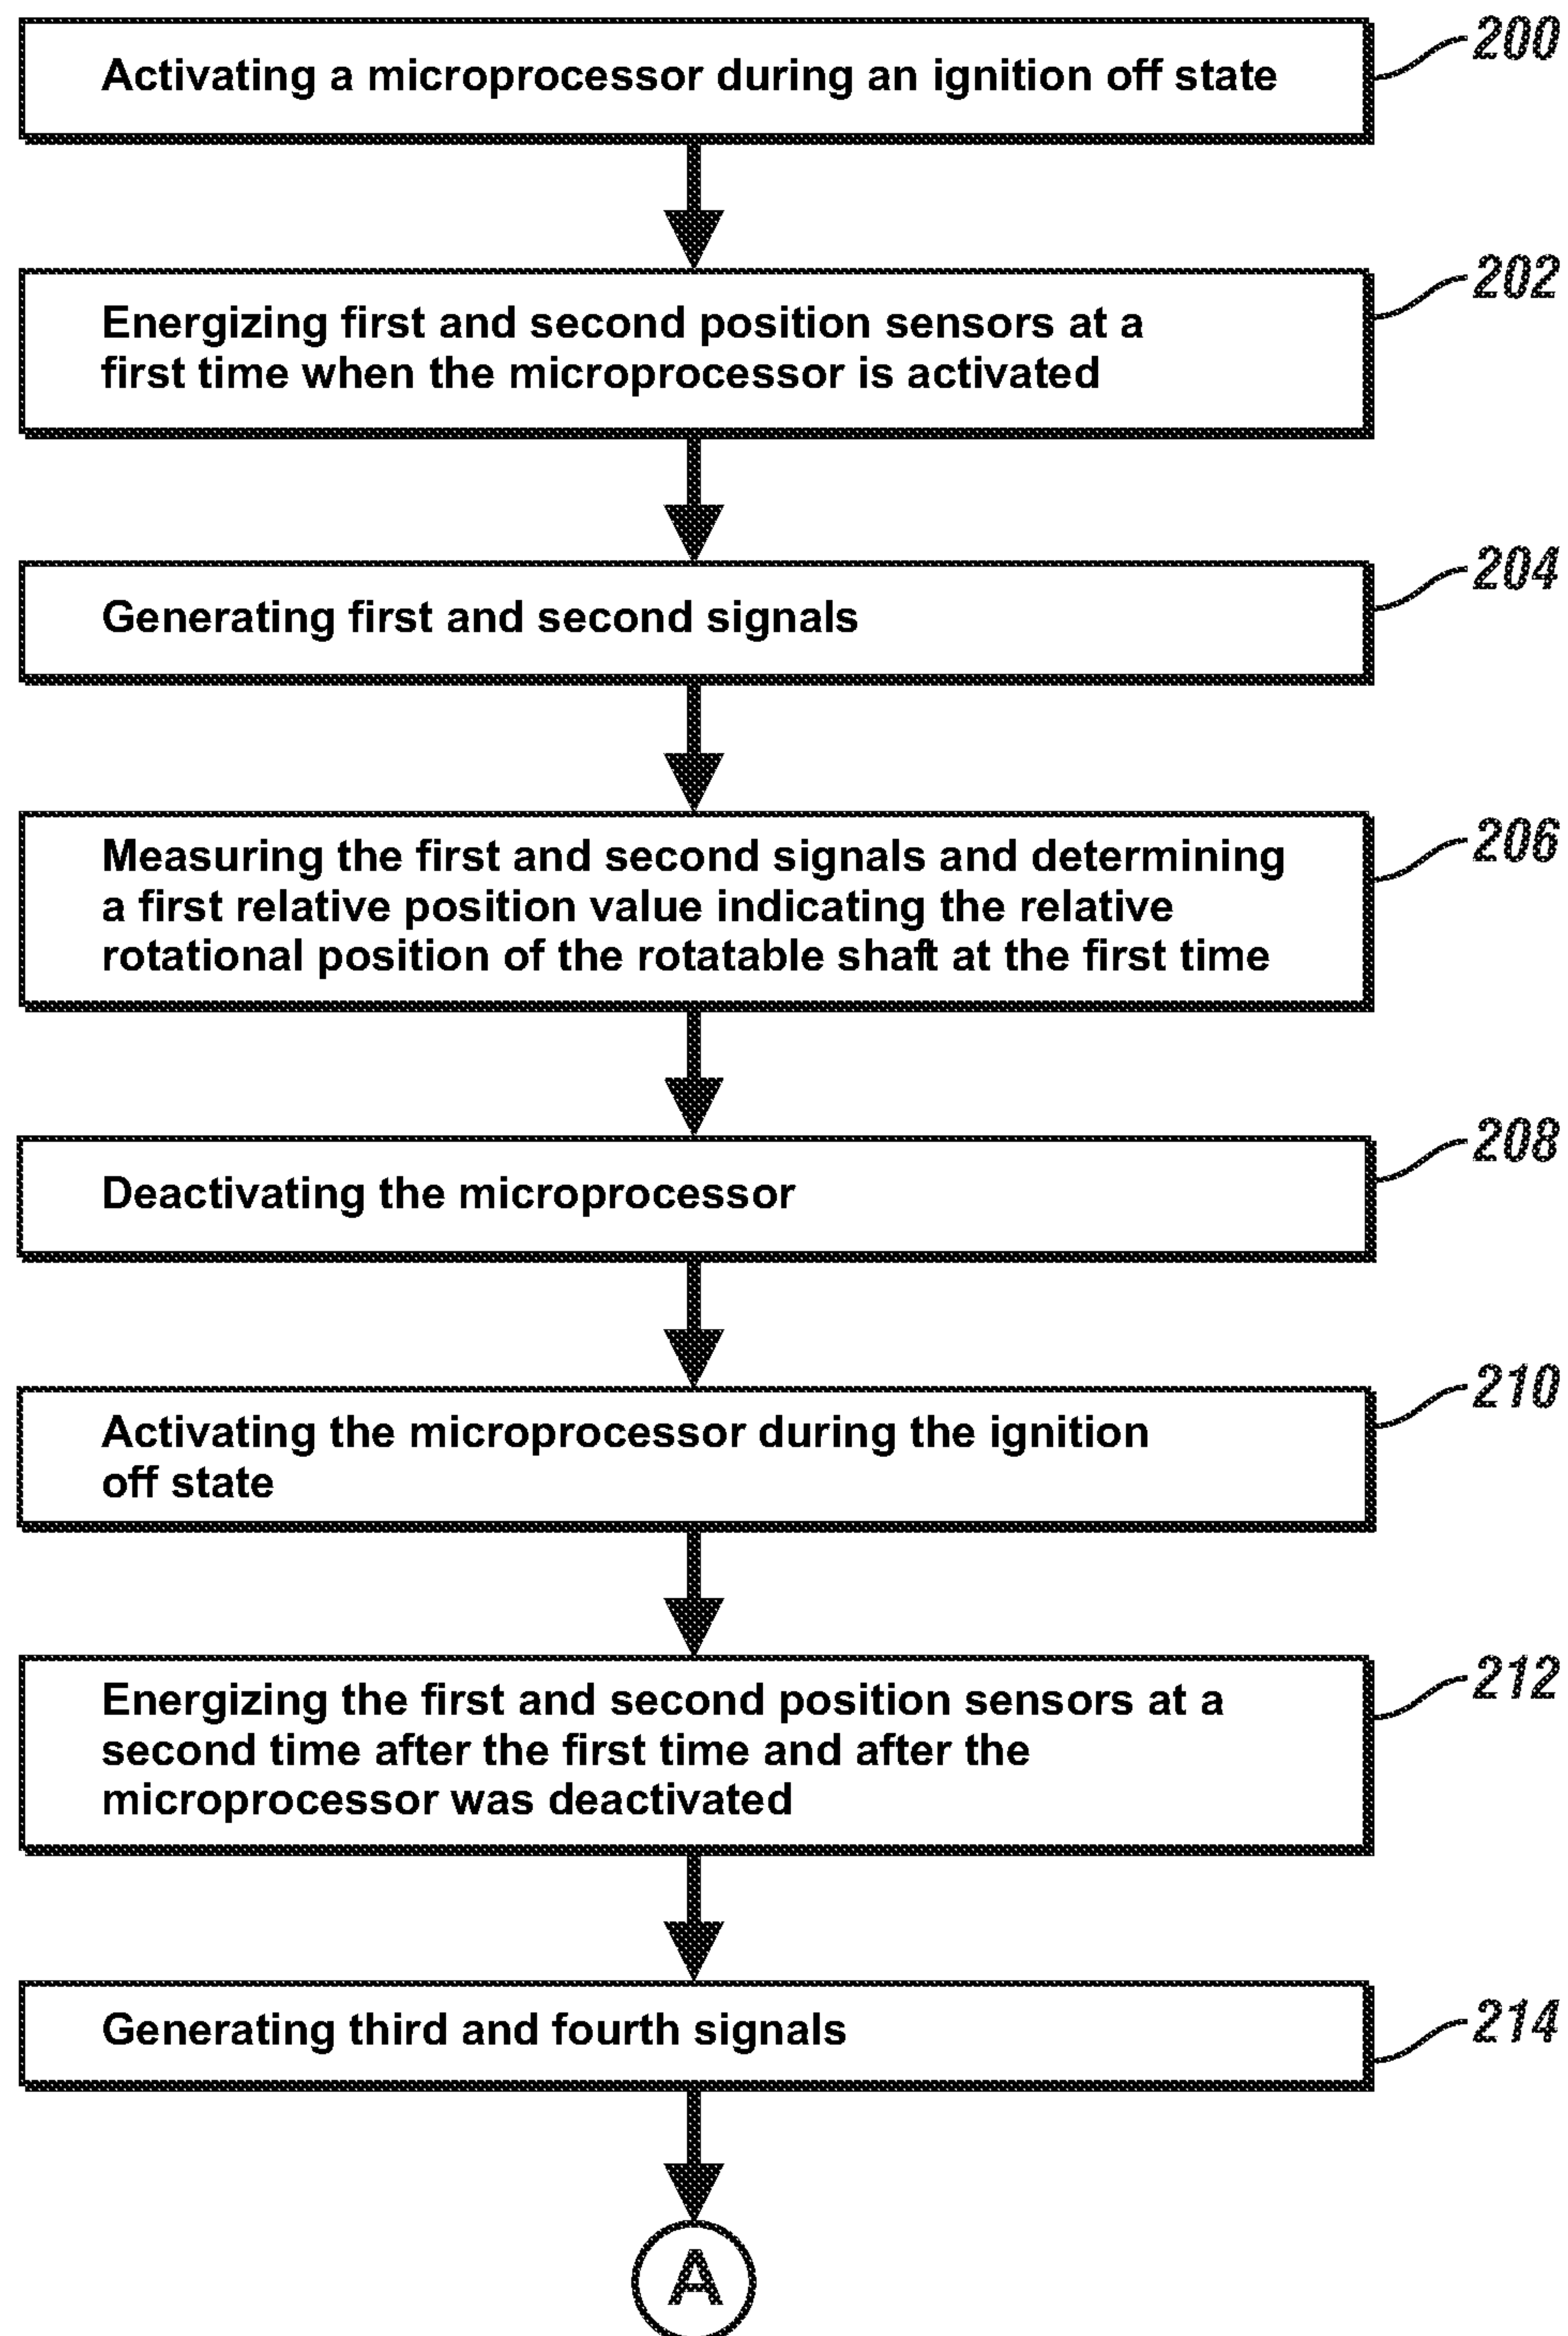 200
Activating a microprocessor during an ignition off state
202
Energizing first and second position sensors at a
first time when the microprocessor is activated
204
Generating first and second signals
206
Measuring the first and second signals and determining
a first relative position value indicating the relative
rotational position of the rotatable shaft at the first time
208
Deactivating the microprocessor
210
Activating the microprocessor during the ignition
off state
212
Energizing the first and second position sensors at a
second time after the first time and after the
microprocessor was deactivated
214
Generating third and fourth signals
A